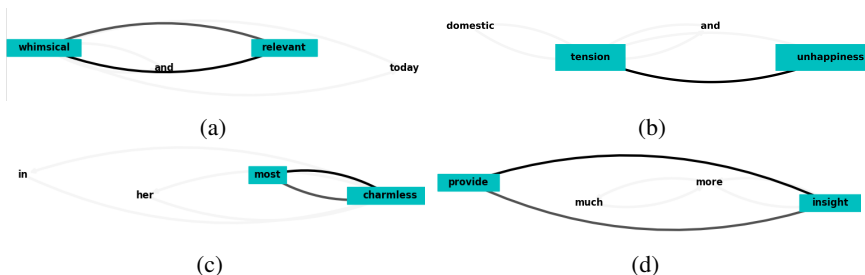 whimsical relevant
and today
(a)
domestic and
tension unhappiness
(b)
in most
her charmless
(c)
provide more
much insight
(d)